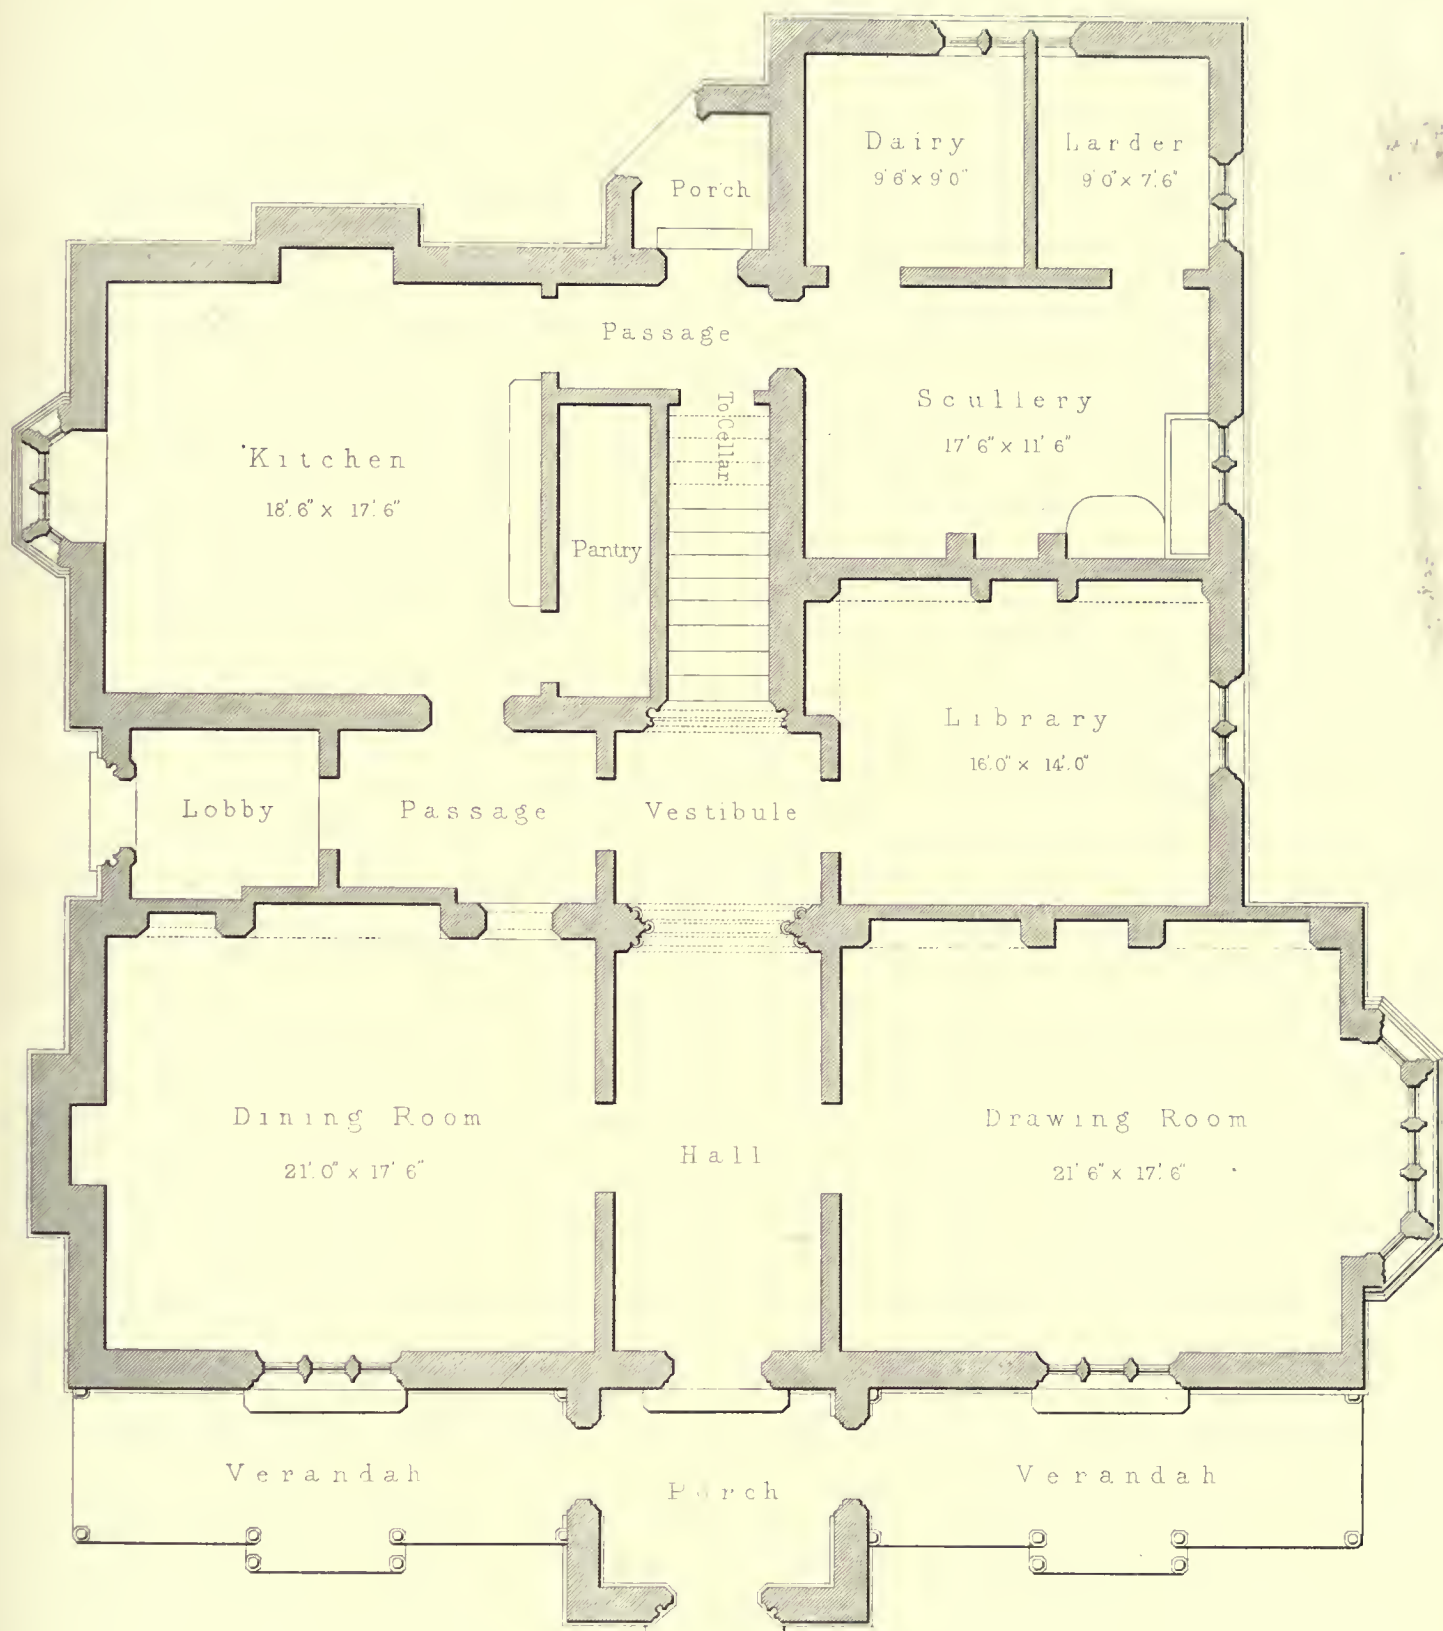 Dairy
9'6" x 9'0"
Larder
9'0" x 7'.6"
Porch
Passage
To Cellar
Scullery
17'6" x 11'6"
Kitchen
18'.6" x 17'.6"
Pantry
Library
16'.0" x 14'.0"
Lobby
Passage
Vestibule
Dining Room
21'.0" x 17'6"
Hall
Drawing Room
21'6" x 17'.6"
Verandah
Porch
Verandah